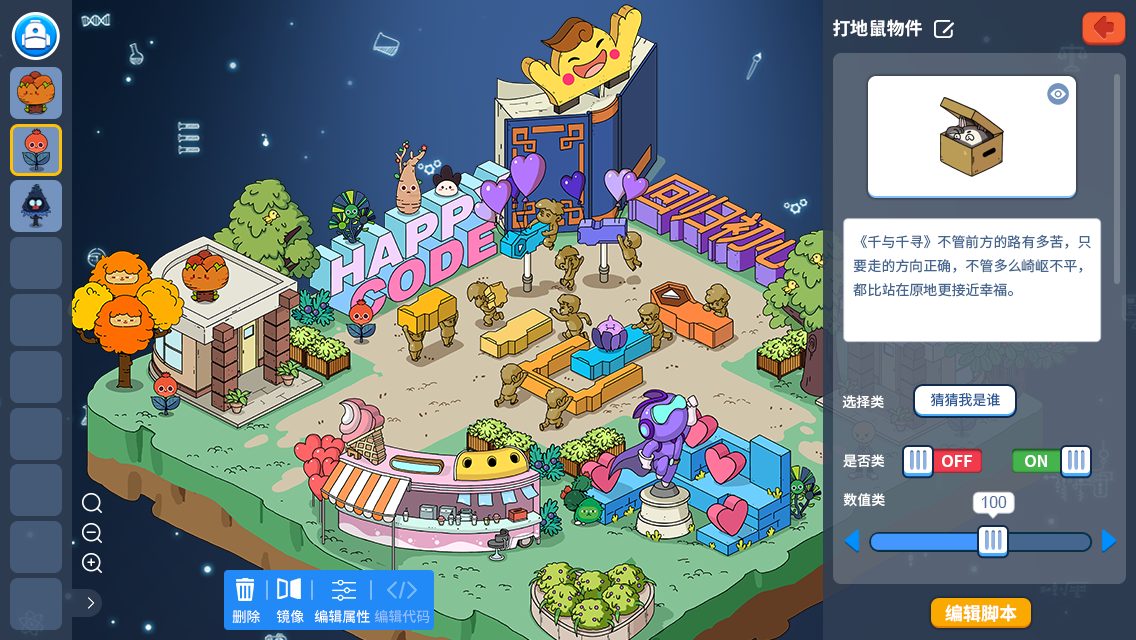 打地鼠物件
HAPPY
CODE
回归初心
《千与千寻》不管前方的路有多苦，只
要走的方向正确，不管多么崎岖不平，
都比站在原地更接近幸福。
选择类
猜猜我是谁
是否类
OFF
ON
数值类
100
删除
镜像
编辑属性
编辑代码
编辑脚本